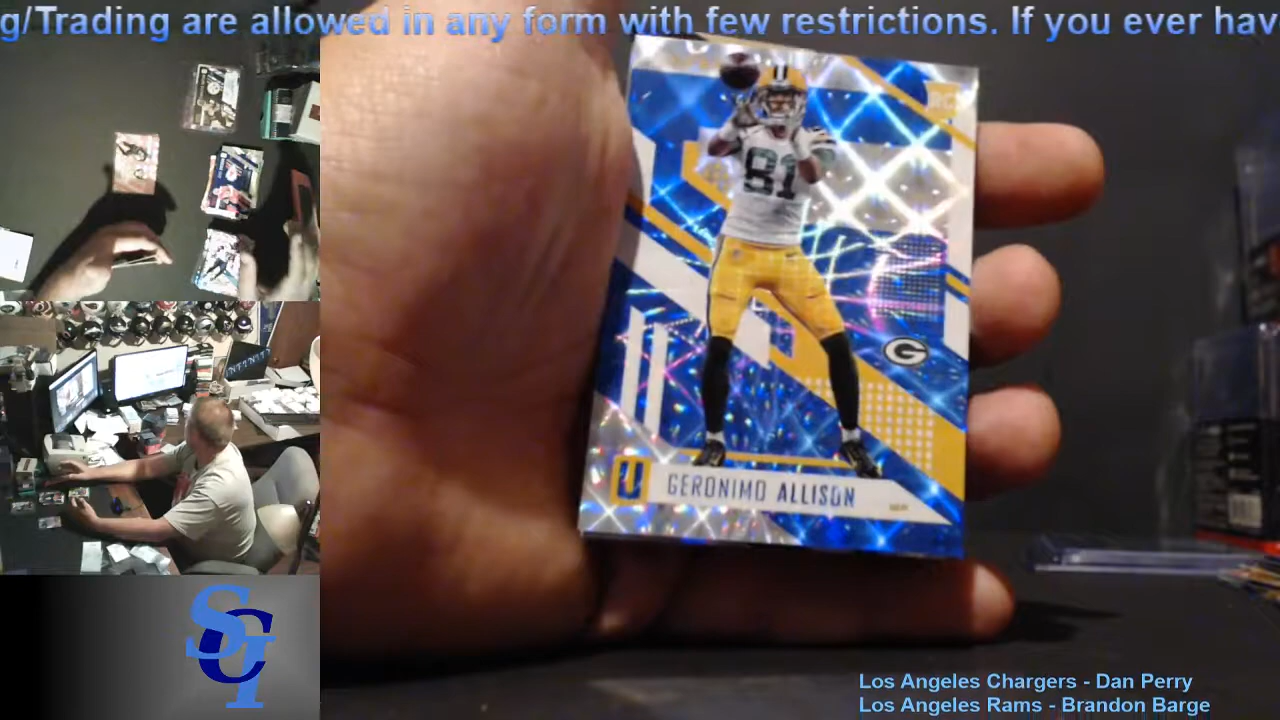 g/Trading are allowed in any form with few restrictions. If you ever hav
RC
81
G
U GERONIMO ALLISON
SCI
Los Angeles Chargers - Dan Perry
Los Angeles Rams - Brandon Barge